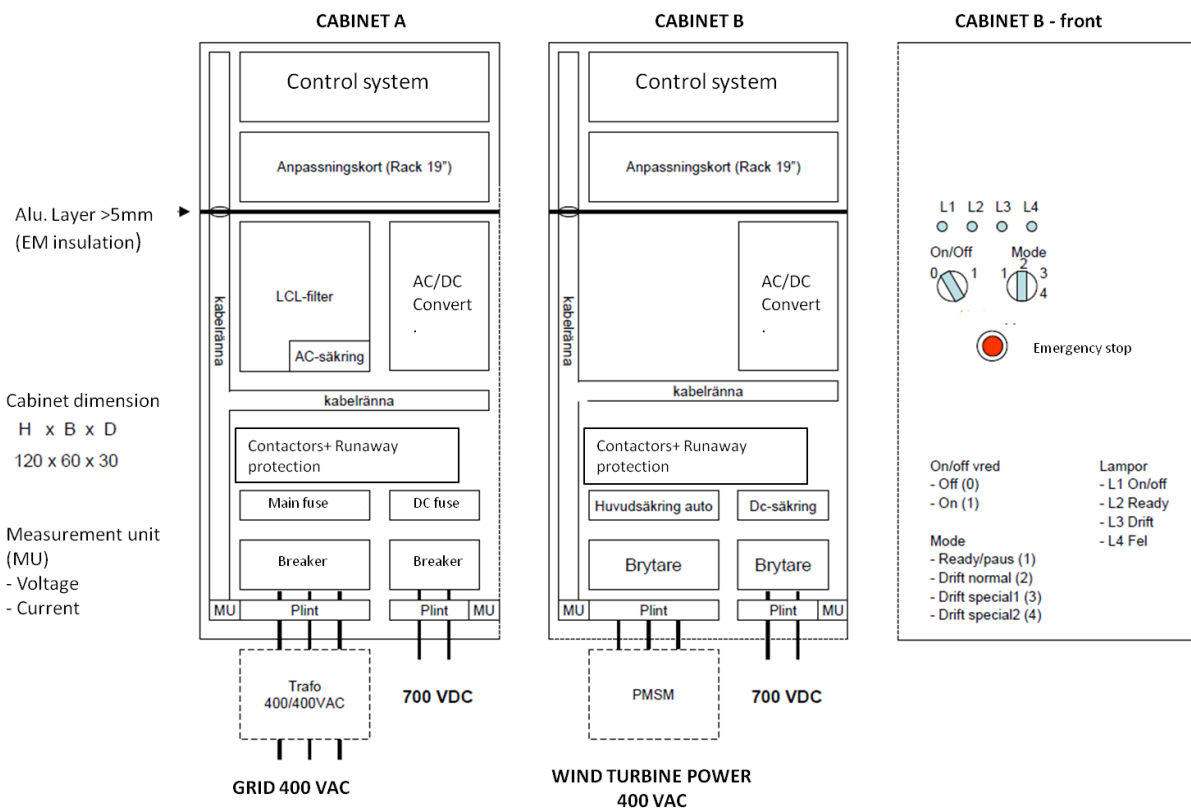 CABINET A
CABINET B
CABINET B - front
Control system
Anpassningskort (Rack 19")
Alu. Layer >5mm
(EM insulation)
kabelränna
LCL-filter
AC-säkring
AC/DC
Convert
.
kabelränna
Cabinet dimension
H x B x D
120 x 60 x 30
Contactors+ Runaway
protection
Main fuse
DC fuse
Measurement unit
(MU)
- Voltage
- Current
Breaker
Breaker
MU
Plint
Plint
MU
Trafo
400/400VAC
700 VDC
GRID 400 VAC
Control system
Anpassningskort (Rack 19")
kabelränna
AC/DC
Convert
.
kabelränna
Contactors+ Runaway
protection
Huvudsäkring auto
Dc-säkring
Brytare
Brytare
MU
Plint
Plint
MU
PMSM
700 VDC
WIND TURBINE POWER
400 VAC
L1 L2 L3 L4
On/Off
Mode
0 1
1 2 3 4
Emergency stop
On/off vred
- Off (0)
- On (1)
Mode
- Ready/paus (1)
- Drift normal (2)
- Drift special1 (3)
- Drift special2 (4)
Lampor
- L1 On/off
- L2 Ready
- L3 Drift
- L4 Fel